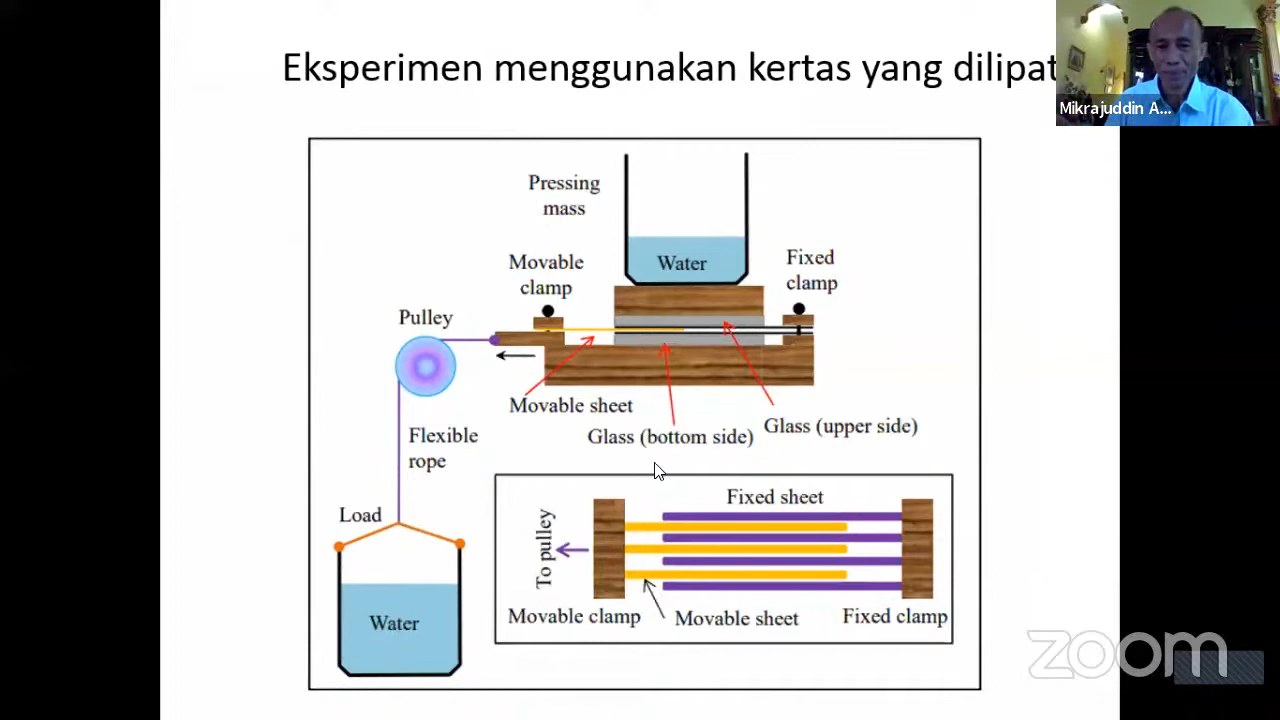 Eksperimen menggunakan kertas yang dilipat
Mikrajuddin A...
Pressing
mass
Water
Movable
clamp
Fixed
clamp
Pulley
Movable sheet
Glass (bottom side)
Glass (upper side)
Flexible
rope
Load
Water
Fixed sheet
To pulley
Movable clamp
Movable sheet
Fixed clamp
zoom